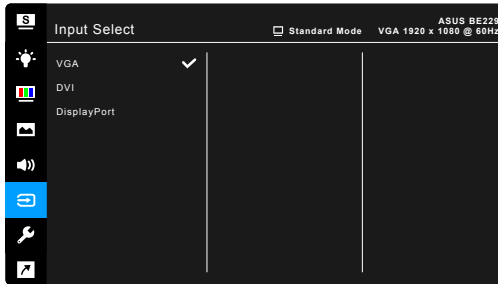 S
Input Select
Standard Mode
ASUS BE229
VGA 1920 x 1080 @ 60Hz
VGA
DVI
DisplayPort